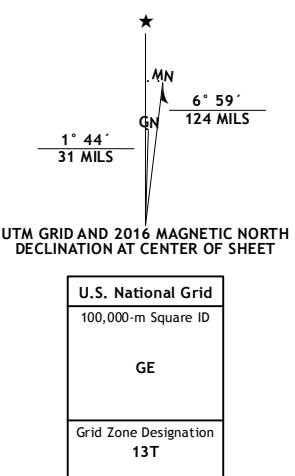 MN
6° 59´
124 MILS
GN
1° 44´
31 MILS
UTM GRID AND 2016 MAGNETIC NORTH
DECLINATION AT CENTER OF SHEET
U.S. National Grid
100,000-m Square ID
GE
Grid Zone Designation
13T